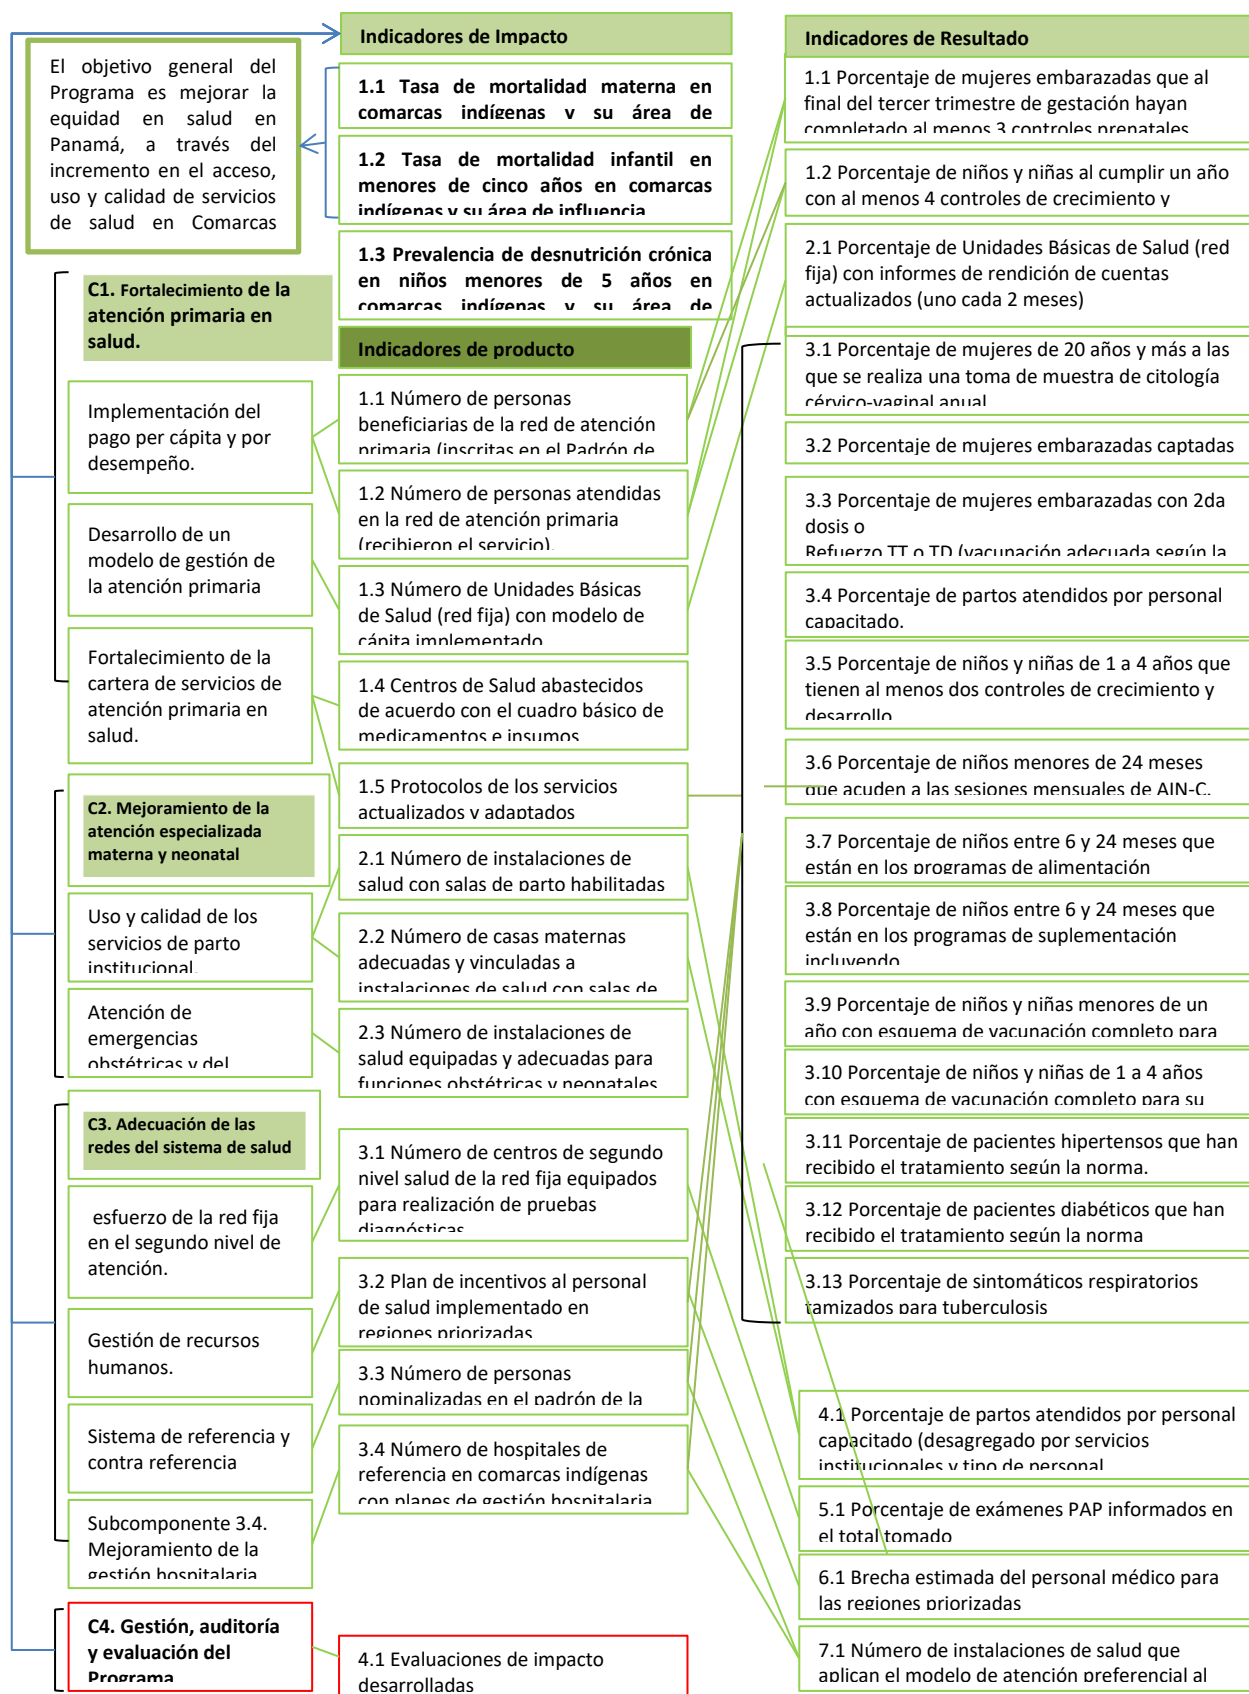 El objetivo general del
Programa es mejorar la
equidad en salud en
Panamá, a través del
incremento en el acceso,
uso y calidad de servicios
de salud en Comarcas
C1. Fortalecimiento de la
atención primaria en
salud.
Implementación del
pago per cápita y por
desempeño.
Desarrollo de un
modelo de gestión de
la atención primaria
Fortalecimiento de la
cartera de servicios de
atención primaria en
salud.
C2. Mejoramiento de la
atención especializada
materna y neonatal
Uso y calidad de los
servicios de parto
institucional.
Atención de
emergencias
obstétricas y del
C3. Adecuación de las
redes del sistema de salud
esfuerzo de la red fija
en el segundo nivel de
atención.
Gestión de recursos
humanos.
Sistema de referencia y
contra referencia
Subcomponente 3.4.
Mejoramiento de la
gestión hospitalaria
C4. Gestión, auditoría
y evaluación del
Programa
Indicadores de Impacto
1.1 Tasa de mortalidad materna en
comarcas indígenas y su área de
1.2 Tasa de mortalidad infantil en
menores de cinco años en comarcas
indígenas y su área de influencia
1.3 Prevalencia de desnutrición crónica
en niños menores de 5 años en
comarcas indígenas y su área de
Indicadores de producto
1.1 Número de personas
beneficiarias de la red de atención
primaria (inscritas en el Padrón de
1.2 Número de personas atendidas
en la red de atención primaria
(recibieron el servicio).
1.3 Número de Unidades Básicas
de Salud (red fija) con modelo de
cápita implementado
1.4 Centros de Salud abastecidos
de acuerdo con el cuadro básico de
medicamentos e insumos
1.5 Protocolos de los servicios
actualizados y adaptados
2.1 Número de instalaciones de
salud con salas de parto habilitadas
2.2 Número de casas maternas
adecuadas y vinculadas a
instalaciones de salud con salas de
2.3 Número de instalaciones de
salud equipadas y adecuadas para
funciones obstétricas y neonatales
3.1 Número de centros de segundo
nivel salud de la red fija equipados
para realización de pruebas
diagnósticas
3.2 Plan de incentivos al personal
de salud implementado en
regiones priorizadas
3.3 Número de personas
nominalizadas en el padrón de la
3.4 Número de hospitales de
referencia en comarcas indígenas
con planes de gestión hospitalaria
4.1 Evaluaciones de impacto
desarrolladas
Indicadores de Resultado
1.1 Porcentaje de mujeres embarazadas que al
final del tercer trimestre de gestación hayan
completado al menos 3 controles prenatales
1.2 Porcentaje de niños y niñas al cumplir un año
con al menos 4 controles de crecimiento y
2.1 Porcentaje de Unidades Básicas de Salud (red
fija) con informes de rendición de cuentas
actualizados (uno cada 2 meses)
3.1 Porcentaje de mujeres de 20 años y más a las
que se realiza una toma de muestra de citología
cérvico-vaginal anual
3.2 Porcentaje de mujeres embarazadas captadas
3.3 Porcentaje de mujeres embarazadas con 2da
dosis o
Refuerzo TT o TD (vacunación adecuada según la
3.4 Porcentaje de partos atendidos por personal
capacitado.
3.5 Porcentaje de niños y niñas de 1 a 4 años que
tienen al menos dos controles de crecimiento y
desarrollo
3.6 Porcentaje de niños menores de 24 meses
que acuden a las sesiones mensuales de AIN-C.
3.7 Porcentaje de niños entre 6 y 24 meses que
están en los programas de alimentación
3.8 Porcentaje de niños entre 6 y 24 meses que
están en los programas de suplementación
incluyendo
3.9 Porcentaje de niños y niñas menores de un
año con esquema de vacunación completo para
3.10 Porcentaje de niños y niñas de 1 a 4 años
con esquema de vacunación completo para su
3.11 Porcentaje de pacientes hipertensos que han
recibido el tratamiento según la norma.
3.12 Porcentaje de pacientes diabéticos que han
recibido el tratamiento según la norma
3.13 Porcentaje de sintomáticos respiratorios
tamizados para tuberculosis
4.1 Porcentaje de partos atendidos por personal
capacitado (desagregado por servicios
institucionales y tipo de personal
5.1 Porcentaje de exámenes PAP informados en
el total tomado
6.1 Brecha estimada del personal médico para
las regiones priorizadas
7.1 Número de instalaciones de salud que
aplican el modelo de atención preferencial al